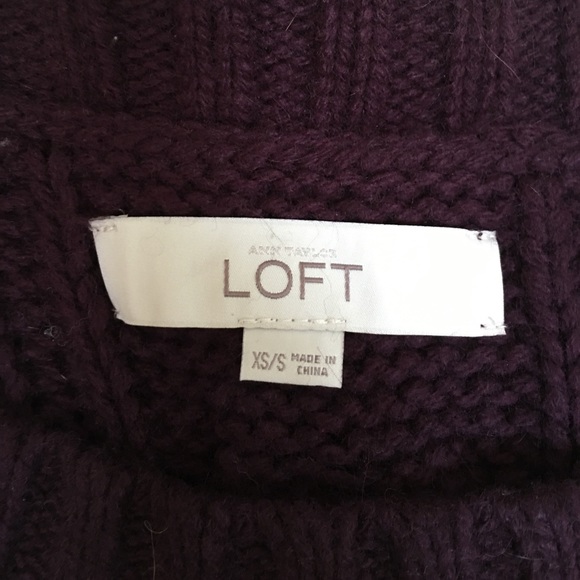 ANN TAYLOR
LOFT
XS/S MADE IN
CHINA